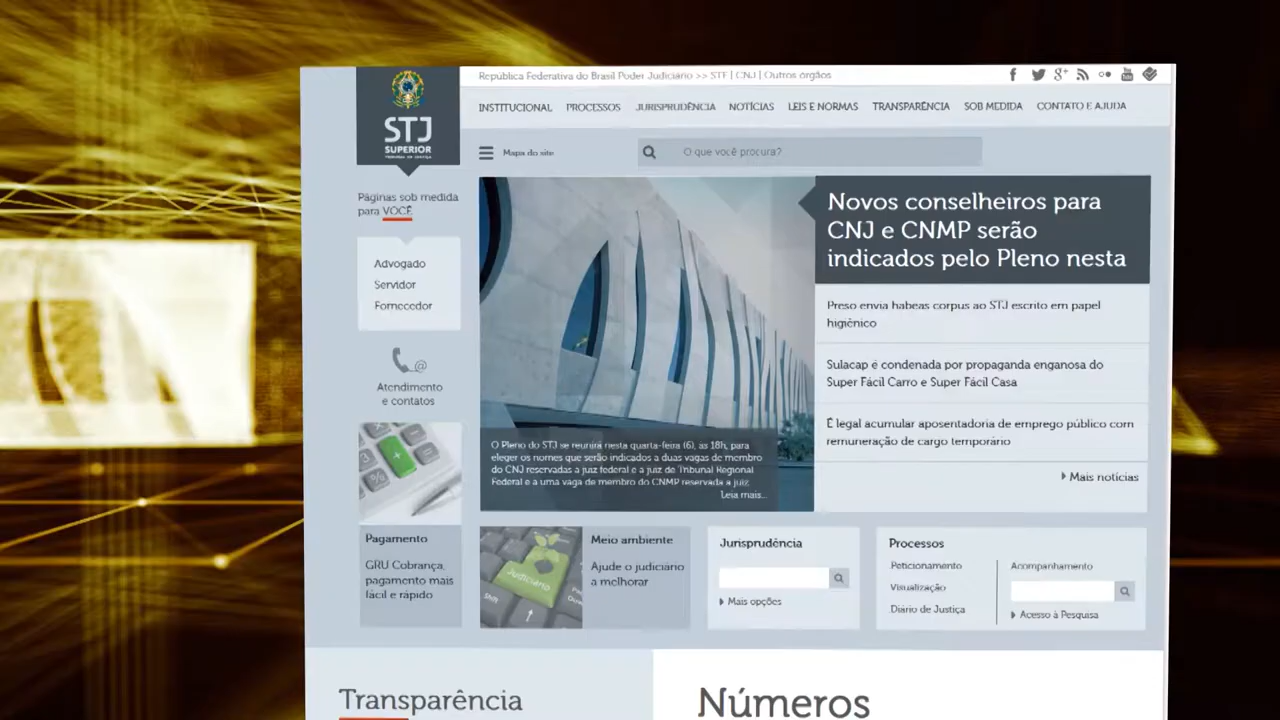 República Federativa do Brasil Poder Judiciário >> STF | CNJ | Outros órgãos
INSTITUCIONAL PROCESSOS JURISPRUDÊNCIA NOTÍCIAS LEIS E NORMAS TRANSPARÊNCIA SOB MEDIDA CONTATO E AJUDA
STJ
SUPERIOR
TRIBUNAL DE JUSTIÇA
Mapa do site
O que você procura?
Páginas sob medida
para VOCÊ
Advogado
Servidor
Fornecedor
Atendimento
e contatos
Novos conselheiros para
CNJ e CNMP serão
indicados pelo Pleno nesta
Preso envia habeas corpus ao STJ escrito em papel
higiênico
Sulacap é condenada por propaganda enganosa do
Super Fácil Carro e Super Fácil Casa
É legal acumular aposentadoria de emprego público com
remuneração de cargo temporário
Mais notícias
O Pleno do STJ se reunirá nesta quarta-feira (6), às 18h, para
eleger os nomes que serão indicados a duas vagas de membro
do CNJ reservadas a juiz federal e a juiz de Tribunal Regional
Federal e a uma vaga de membro do CNMP reservada a juiz
Leia mais...
Pagamento
GRU Cobrança,
pagamento mais
fácil e rápido
Judiciário
Meio ambiente
Ajude o judiciário
a melhorar
Jurisprudência
Mais opções
Processos
Peticionamento
Visualização
Diário de Justiça
Acompanhamento
Acesso à Pesquisa
Transparência
Números